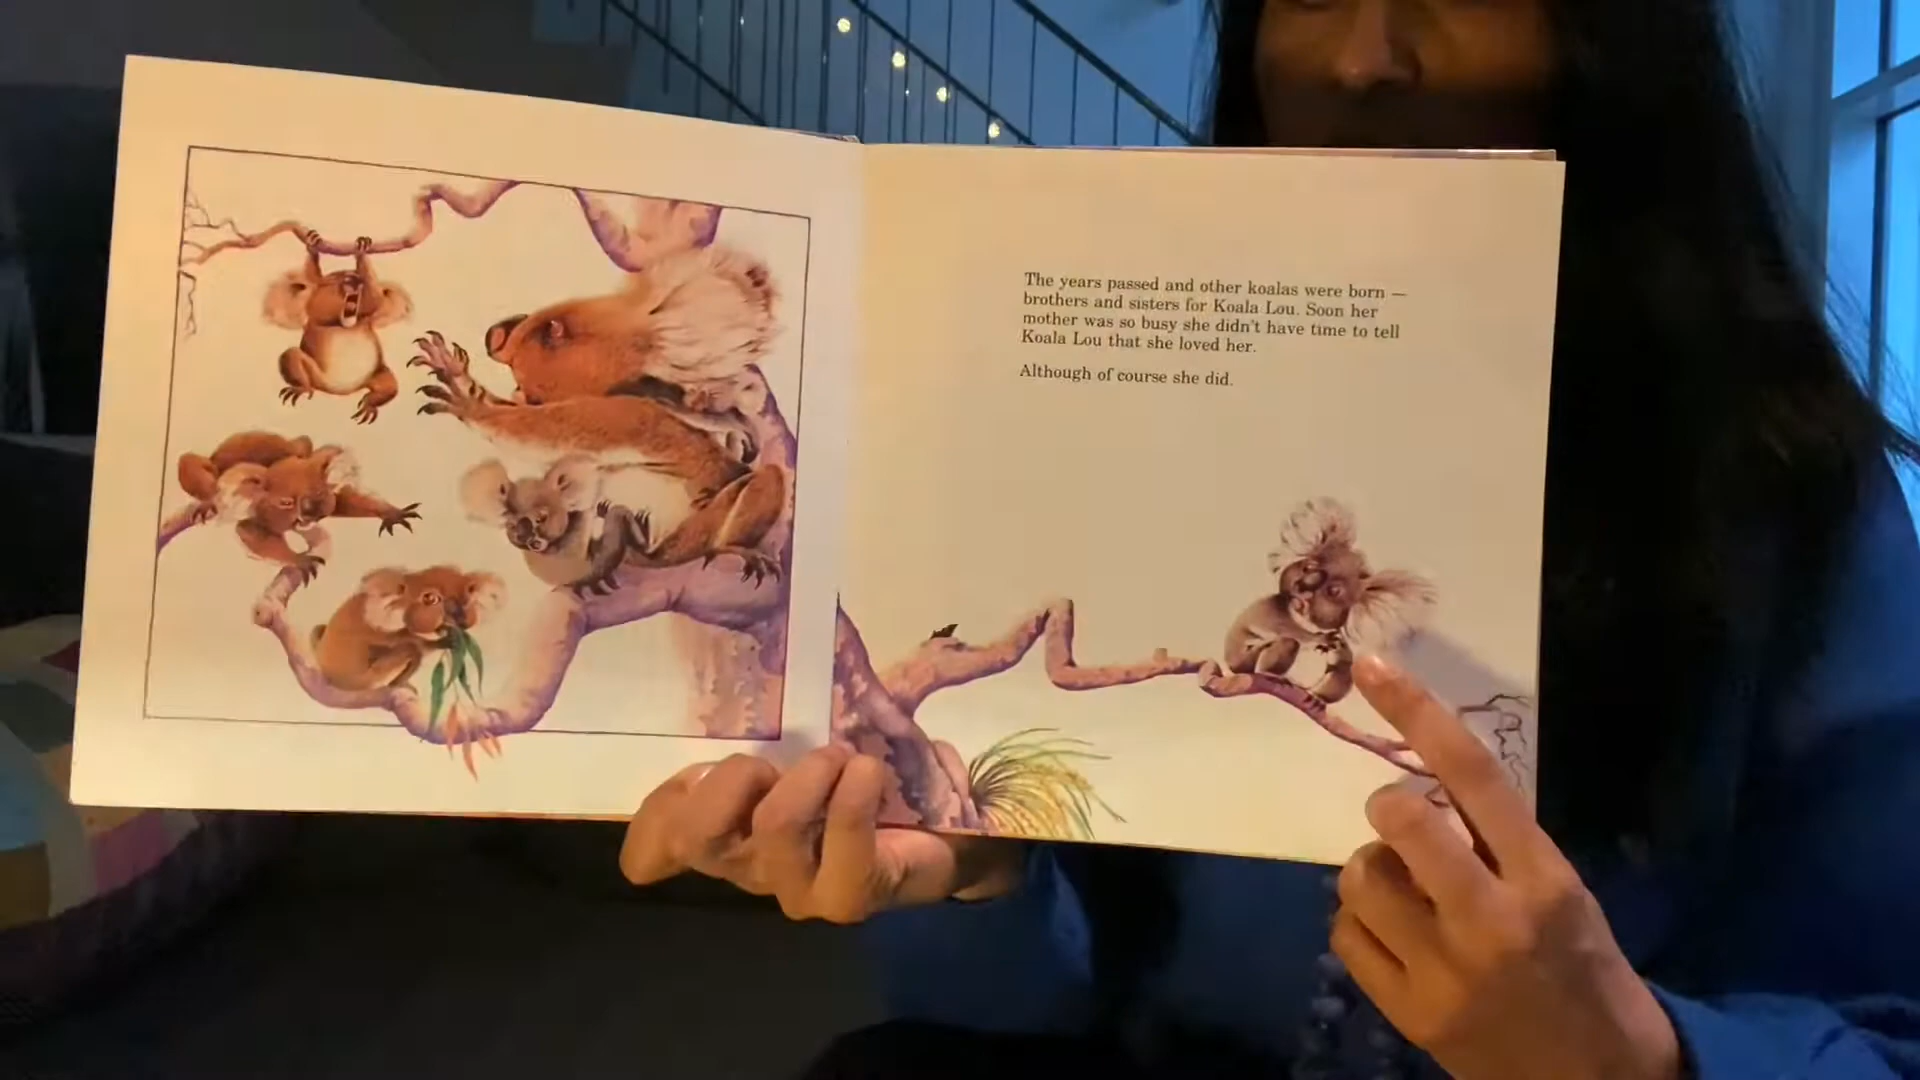 The years passed and other koalas were born —
brothers and sisters for Koala Lou. Soon her
mother was so busy she didn't have time to tell
Koala Lou that she loved her.
Although of course she did.